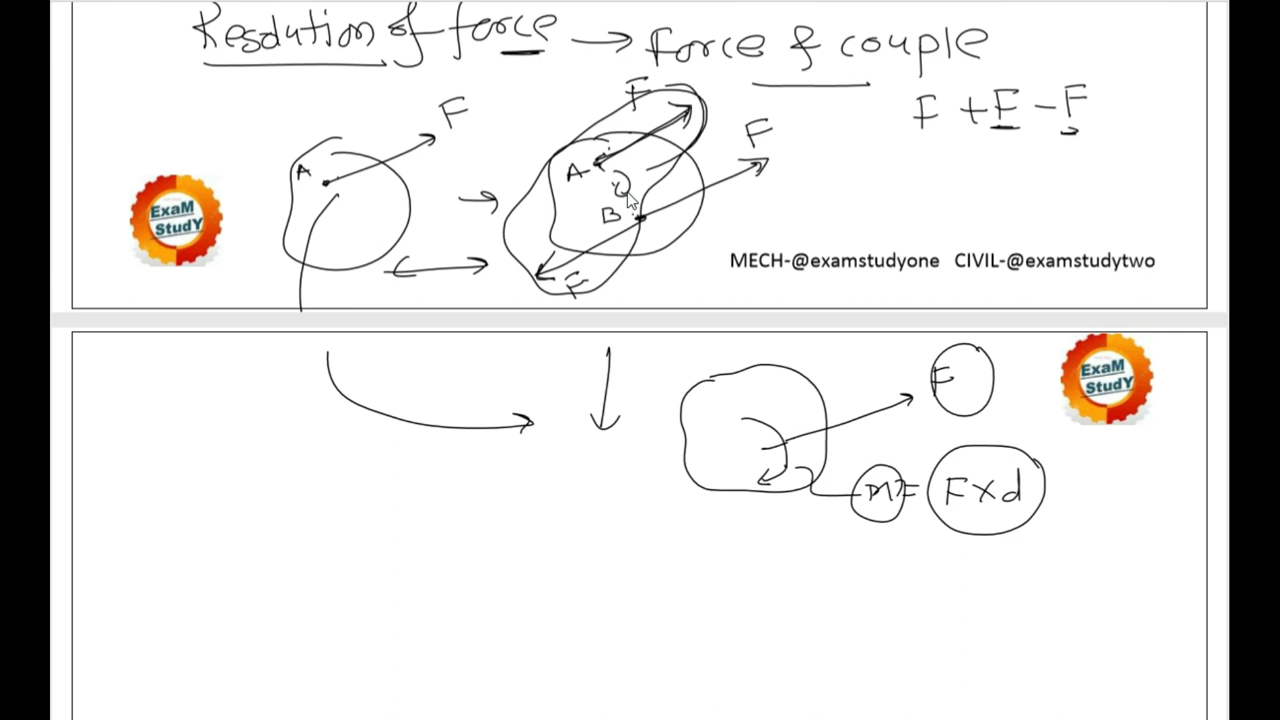 Resolution of force → Force & couple
F + F - F
F
A
F
A
B
F
F
ExaM
StudY
MECH-@examstudyone CIVIL-@examstudytwo
ExaM
StudY
F
M = F × d